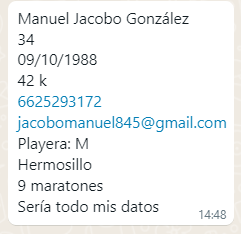 Manuel Jacobo González
34
09/10/1988
42 k
6625293172
jacobomanuel845@gmail.com
Playera: M
Hermosillo
9 maratones
Sería todo mis datos
14:48